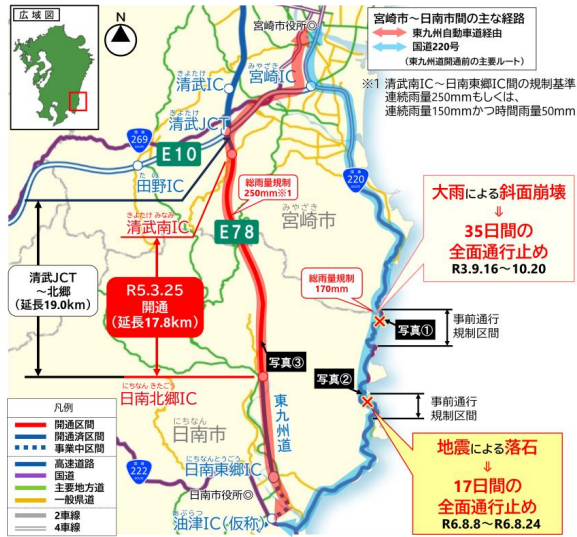 広域図
N
宮崎市～日南市間の主な経路
東九州自動車道経由
国道220号
（東九州道開通前の主要ルート）
※1 清武南IC～日南東郷IC間の規制基準
連続雨量250mmもしくは、
連続雨量150mmかつ時間雨量50mm
みやざき
宮崎市役所◎
みやざき
宮崎IC
きよたけ
清武IC
きよたけ
清武JCT
国道
269
E10
た の
田野IC
きよたけ みなみ
清武南IC
総雨量規制
250mm※1
みやざき
宮崎市
国道
220
E78
大雨による斜面崩壊
⇓
35日間の
全面通行止め
R3.9.16～10.20
清武JCT
～北郷
（延長19.0km）
R5.3.25
開通
（延長17.8km）
総雨量規制
170mm
写真①
事前通行
規制区間
写真③
写真②
事前通行
規制区間
にちなん きたごう
日南北郷IC
東九州道
にちなん
日南市
にちなんとうごう
日南東郷IC
国道
222
日南市役所◎
あぶらつ
油津IC（仮称）
地震による落石
⇓
17日間の
全面通行止め
R6.8.8～R6.8.24
凡例
開通区間
開通済区間
事業中区間
高速道路
国道
主要地方道
一般県道
2車線
4車線